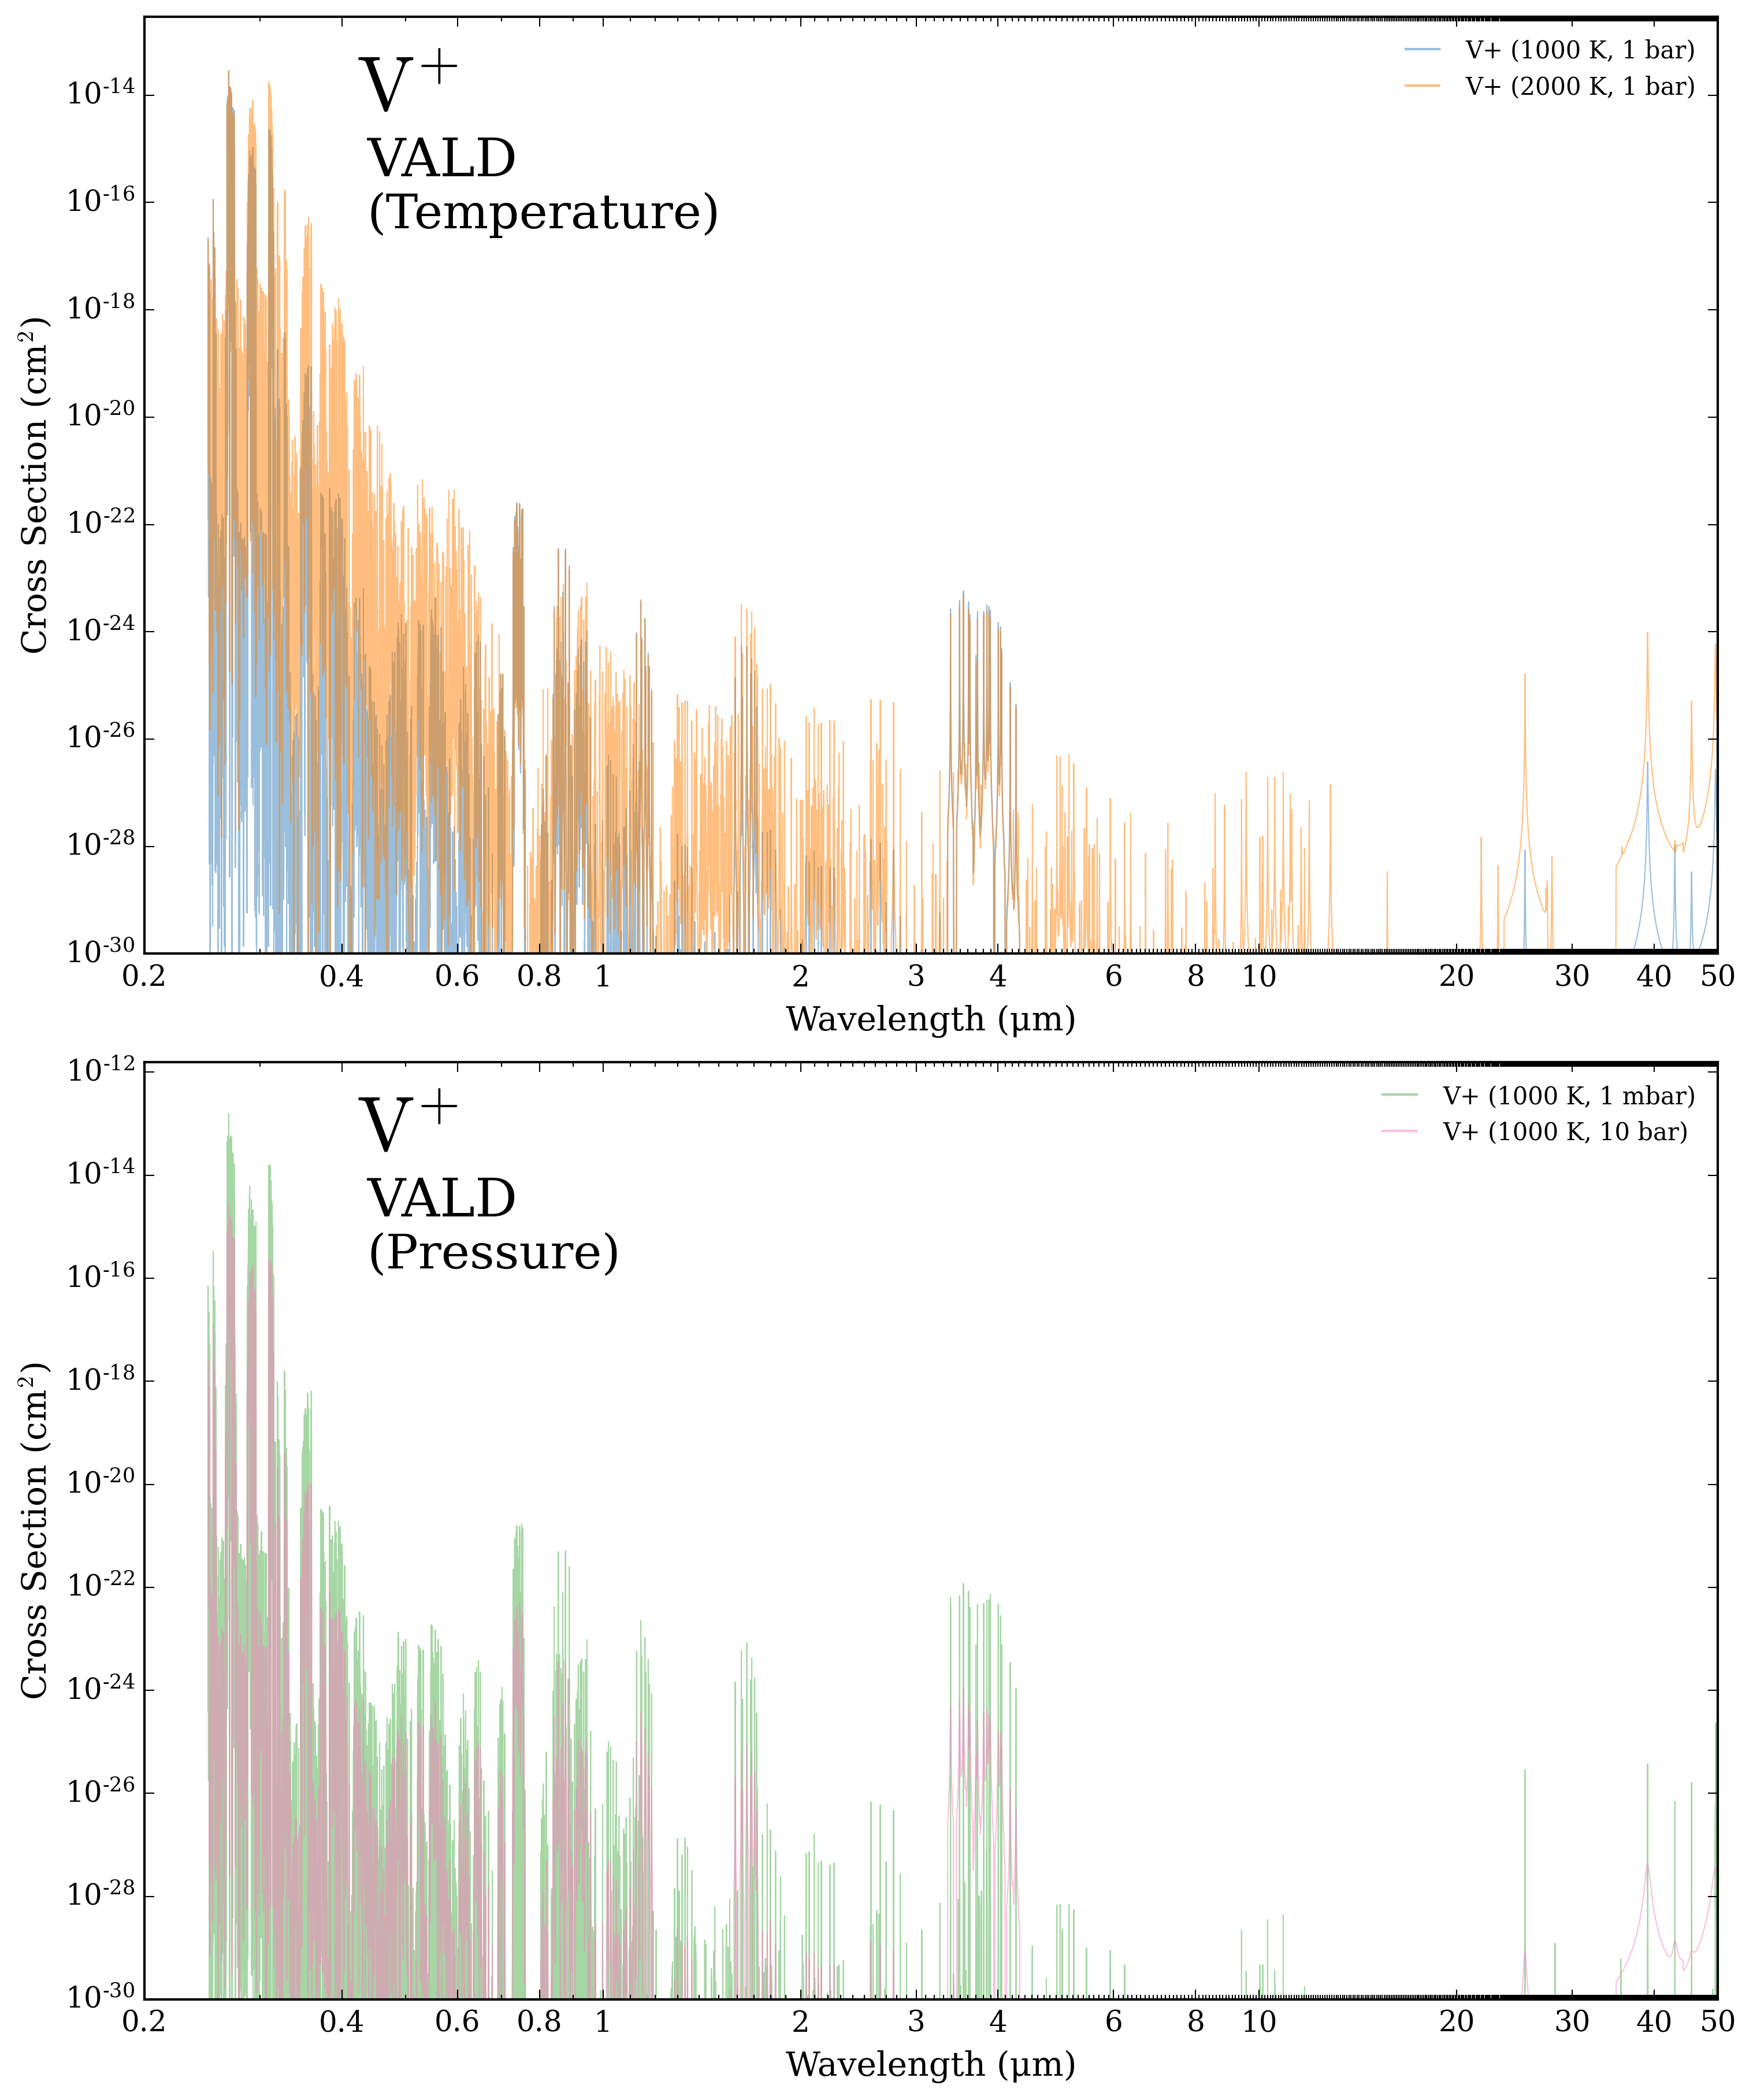 V+ (1000 K, 1 bar)
V+ (2000 K, 1 bar)
V⁺
VALD
(Temperature)
Cross Section (cm²)
10⁻¹⁴
10⁻¹⁶
10⁻¹⁸
10⁻²⁰
10⁻²²
10⁻²⁴
10⁻²⁶
10⁻²⁸
10⁻³⁰
0.2 0.4 0.6 0.8 1 2 3 4 6 8 10 20 30 40 50
Wavelength (μm)
V+ (1000 K, 1 mbar)
V+ (1000 K, 10 bar)
V⁺
VALD
(Pressure)
Cross Section (cm²)
10⁻¹²
10⁻¹⁴
10⁻¹⁶
10⁻¹⁸
10⁻²⁰
10⁻²²
10⁻²⁴
10⁻²⁶
10⁻²⁸
10⁻³⁰
0.2 0.4 0.6 0.8 1 2 3 4 6 8 10 20 30 40 50
Wavelength (μm)